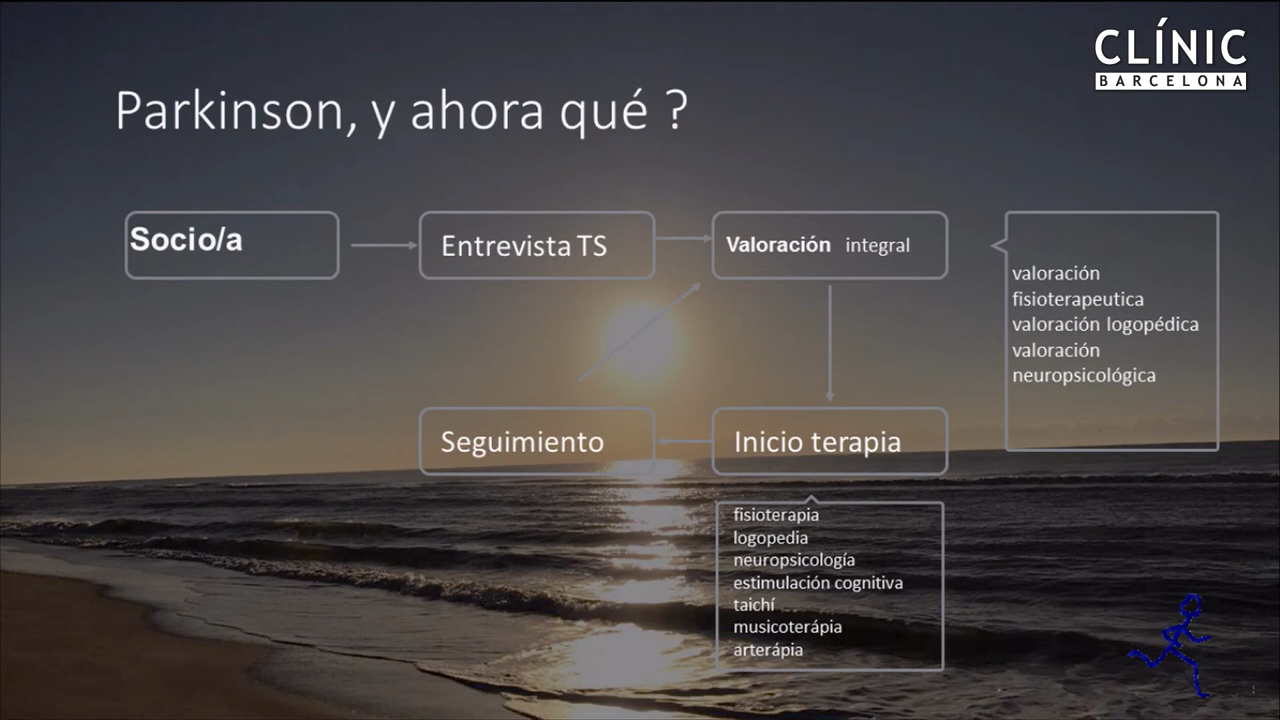 CLÍNIC
BARCELONA
Parkinson, y ahora qué ?
Socio/a
Entrevista TS
Valoración integral
valoración
fisioterapeutica
valoración logopédica
valoración
neuropsicológica
Seguimiento
Inicio terapia
fisioterapia
logopedia
neuropsicología
estimulación cognitiva
taichí
musicoterápia
arterápia